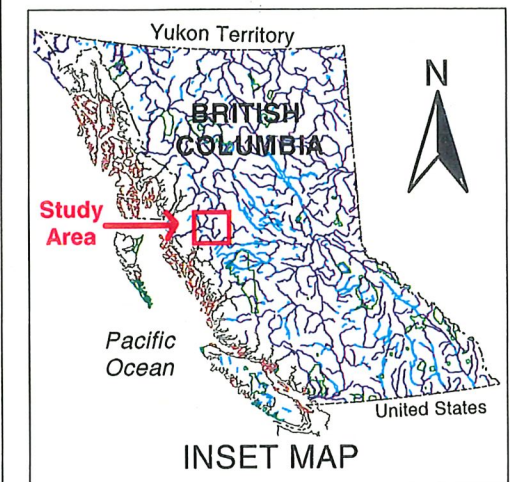 Yukon Territory
BRITISH
COLUMBIA
N
Study
Area
Pacific
Ocean
United States
INSET MAP